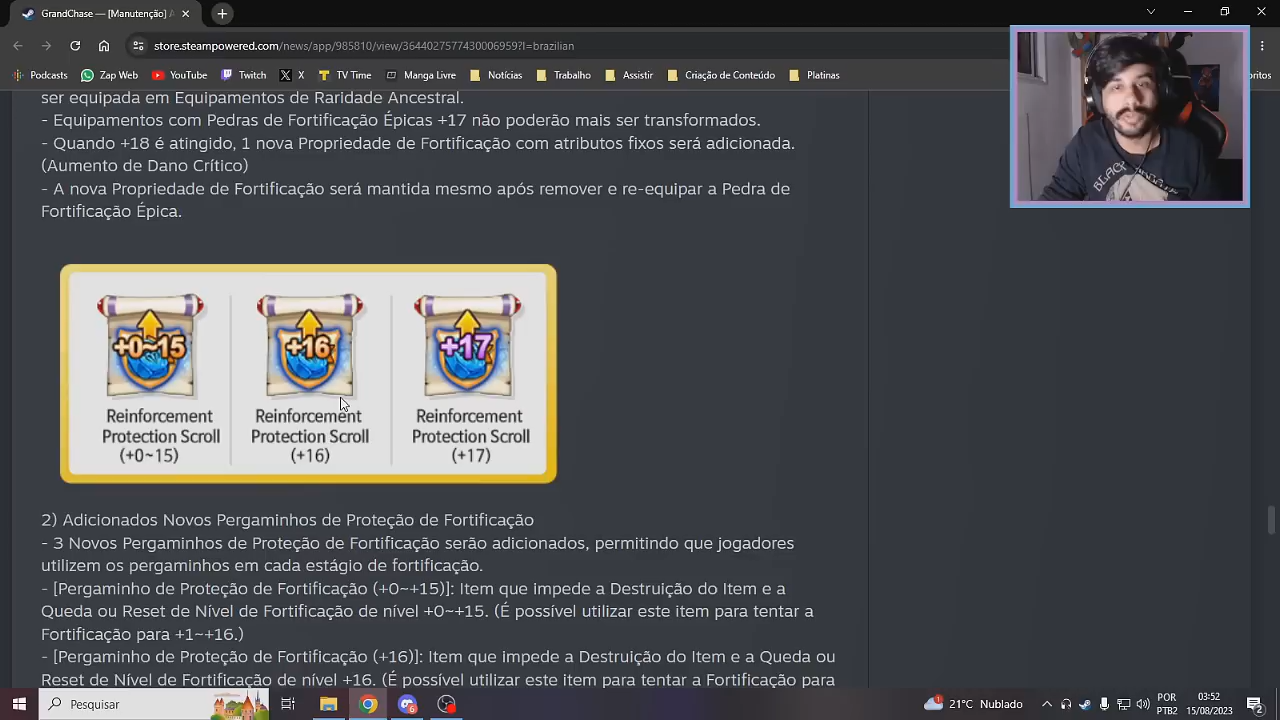 GrandChase — [Manutenção] A
store.steampowered.com/news/app/985810/view/3644027577430006959?l=brazilian
Podcasts
Zap Web
YouTube
Twitch
X
TV Time
Manga Livre
Notícias
Trabalho
Assistir
Criação de Conteúdo
Platinas
oritos
ser equipada em Equipamentos de Raridade Ancestral.
- Equipamentos com Pedras de Fortificação Épicas +17 não poderão mais ser transformados.
- Quando +18 é atingido, 1 nova Propriedade de Fortificação com atributos fixos será adicionada.
(Aumento de Dano Crítico)
- A nova Propriedade de Fortificação será mantida mesmo após remover e re-equipar a Pedra de
Fortificação Épica.
BLACK
+0~15
+16
+17
Reinforcement
Protection Scroll
(+0~15)
Reinforcement
Protection Scroll
(+16)
Reinforcement
Protection Scroll
(+17)
2) Adicionados Novos Pergaminhos de Proteção de Fortificação
- 3 Novos Pergaminhos de Proteção de Fortificação serão adicionados, permitindo que jogadores
utilizem os pergaminhos em cada estágio de fortificação.
- [Pergaminho de Proteção de Fortificação (+0~+15)]: Item que impede a Destruição do Item e a
Queda ou Reset de Nível de Fortificação de nível +0~+15. (É possível utilizar este item para tentar a
Fortificação para +1~+16.)
- [Pergaminho de Proteção de Fortificação (+16)]: Item que impede a Destruição do Item e a Queda ou
Reset de Nível de Fortificação de nível +16. (É possível utilizar este item para tentar a Fortificação para
Pesquisar
21°C Nublado
POR
PTB2
03:52
15/08/2023
2